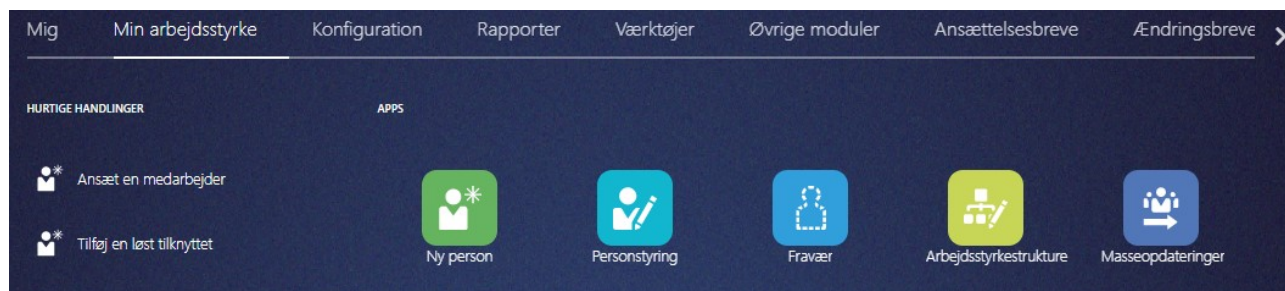 Mig Min arbejdsstyrke Konfiguration Rapporter Værktøjer Øvrige moduler Ansættelsesbreve Ændringsbreve
HURTIGE HANDLINGER APPS
Ansæt en medarbejder
Tilføj en løst tilknyttet
Ny person Personstyring Fravær Arbejdsstyrkestrukture Masseopdateringer